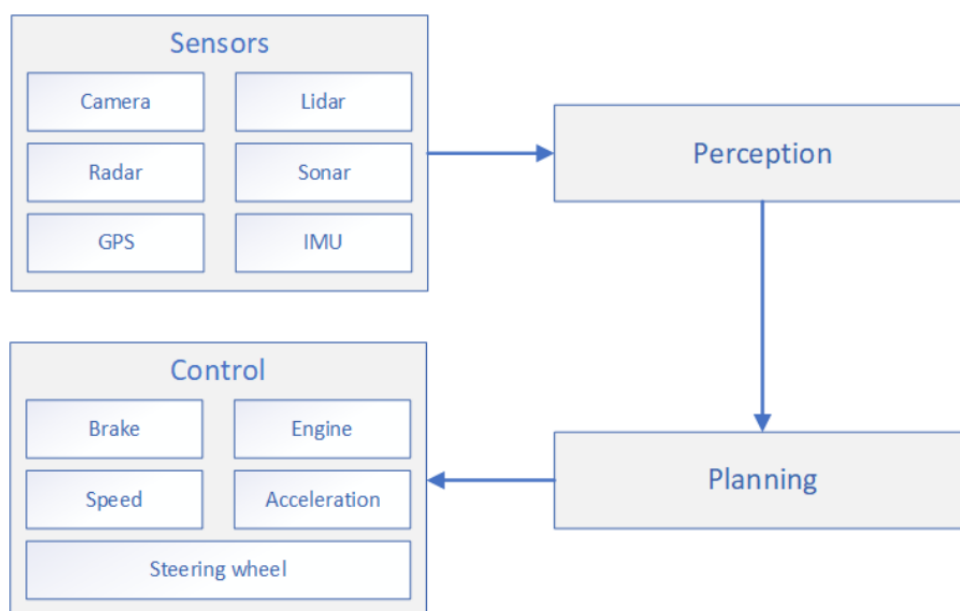 Sensors
Camera
Lidar
Radar
Sonar
GPS
IMU
Perception
Control
Brake
Engine
Speed
Acceleration
Steering wheel
Planning